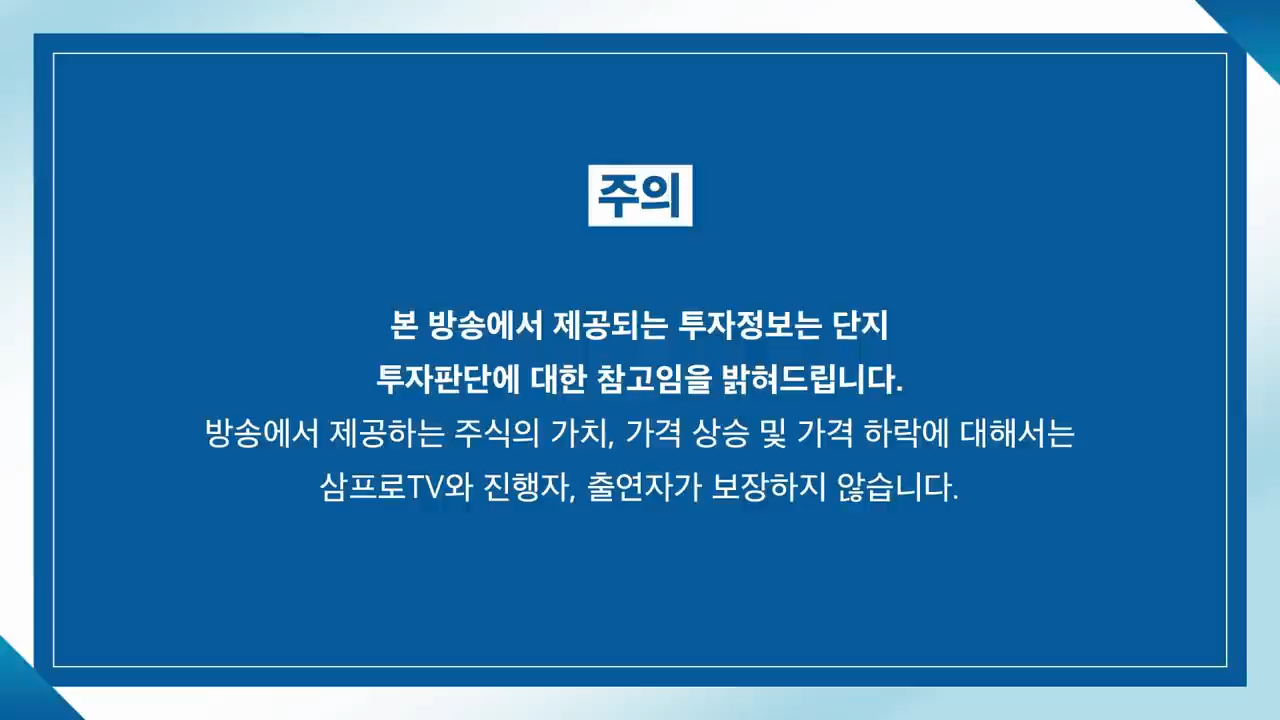 주의
본 방송에서 제공되는 투자정보는 단지
투자판단에 대한 참고임을 밝혀드립니다.
방송에서 제공하는 주식의 가치, 가격 상승 및 가격 하락에 대해서는
삼프로TV와 진행자, 출연자가 보장하지 않습니다.